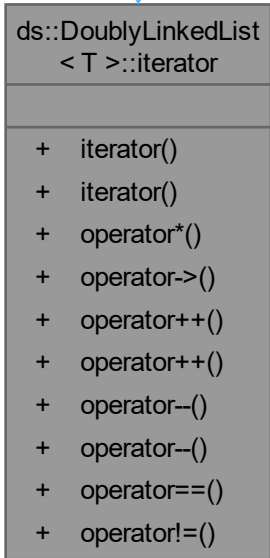 ds::DoublyLinkedList
< T >::iterator
+ iterator()
+ iterator()
+ operator*()
+ operator->()
+ operator++()
+ operator++()
+ operator--()
+ operator--()
+ operator==()
+ operator!=()